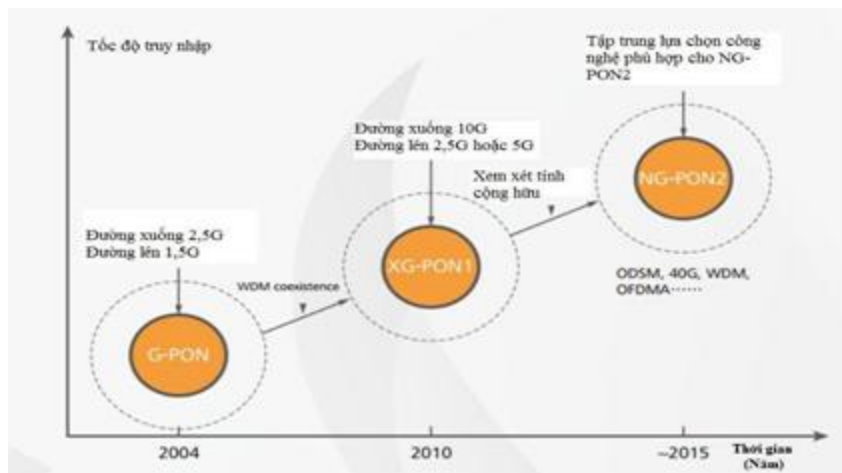 Tốc độ truy nhập
Tập trung lựa chọn công
nghệ phù hợp cho NG-
PON2
Đường xuống 10G
Đường lên 2,5G hoặc 5G
Xem xét tính
cộng hữu
NG-PON2
Đường xuống 2,5G
Đường lên 1,5G
WDM coexistence
XG-PON1
ODSM, 40G, WDM,
OFDMA······
G-PON
2004
2010
~2015
Thời gian
(Năm)